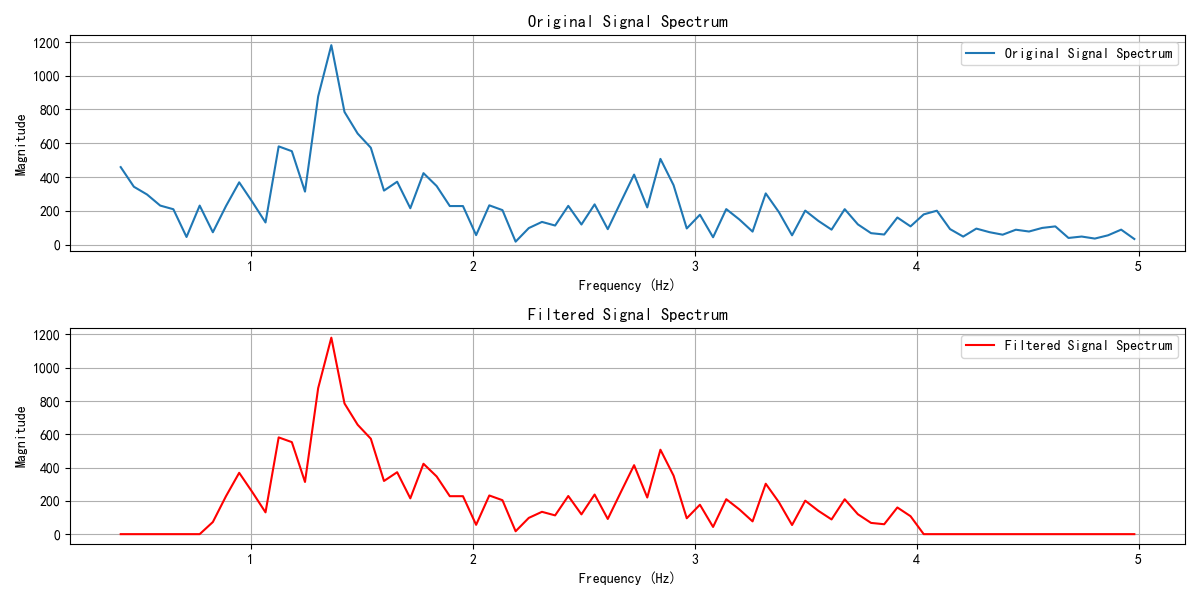 Original Signal Spectrum
1200
1000
800
600
400
200
0
Magnitude
Original Signal Spectrum
1 2 3 4 5
Frequency (Hz)
Filtered Signal Spectrum
1200
1000
800
600
400
200
0
Magnitude
Filtered Signal Spectrum
1 2 3 4 5
Frequency (Hz)